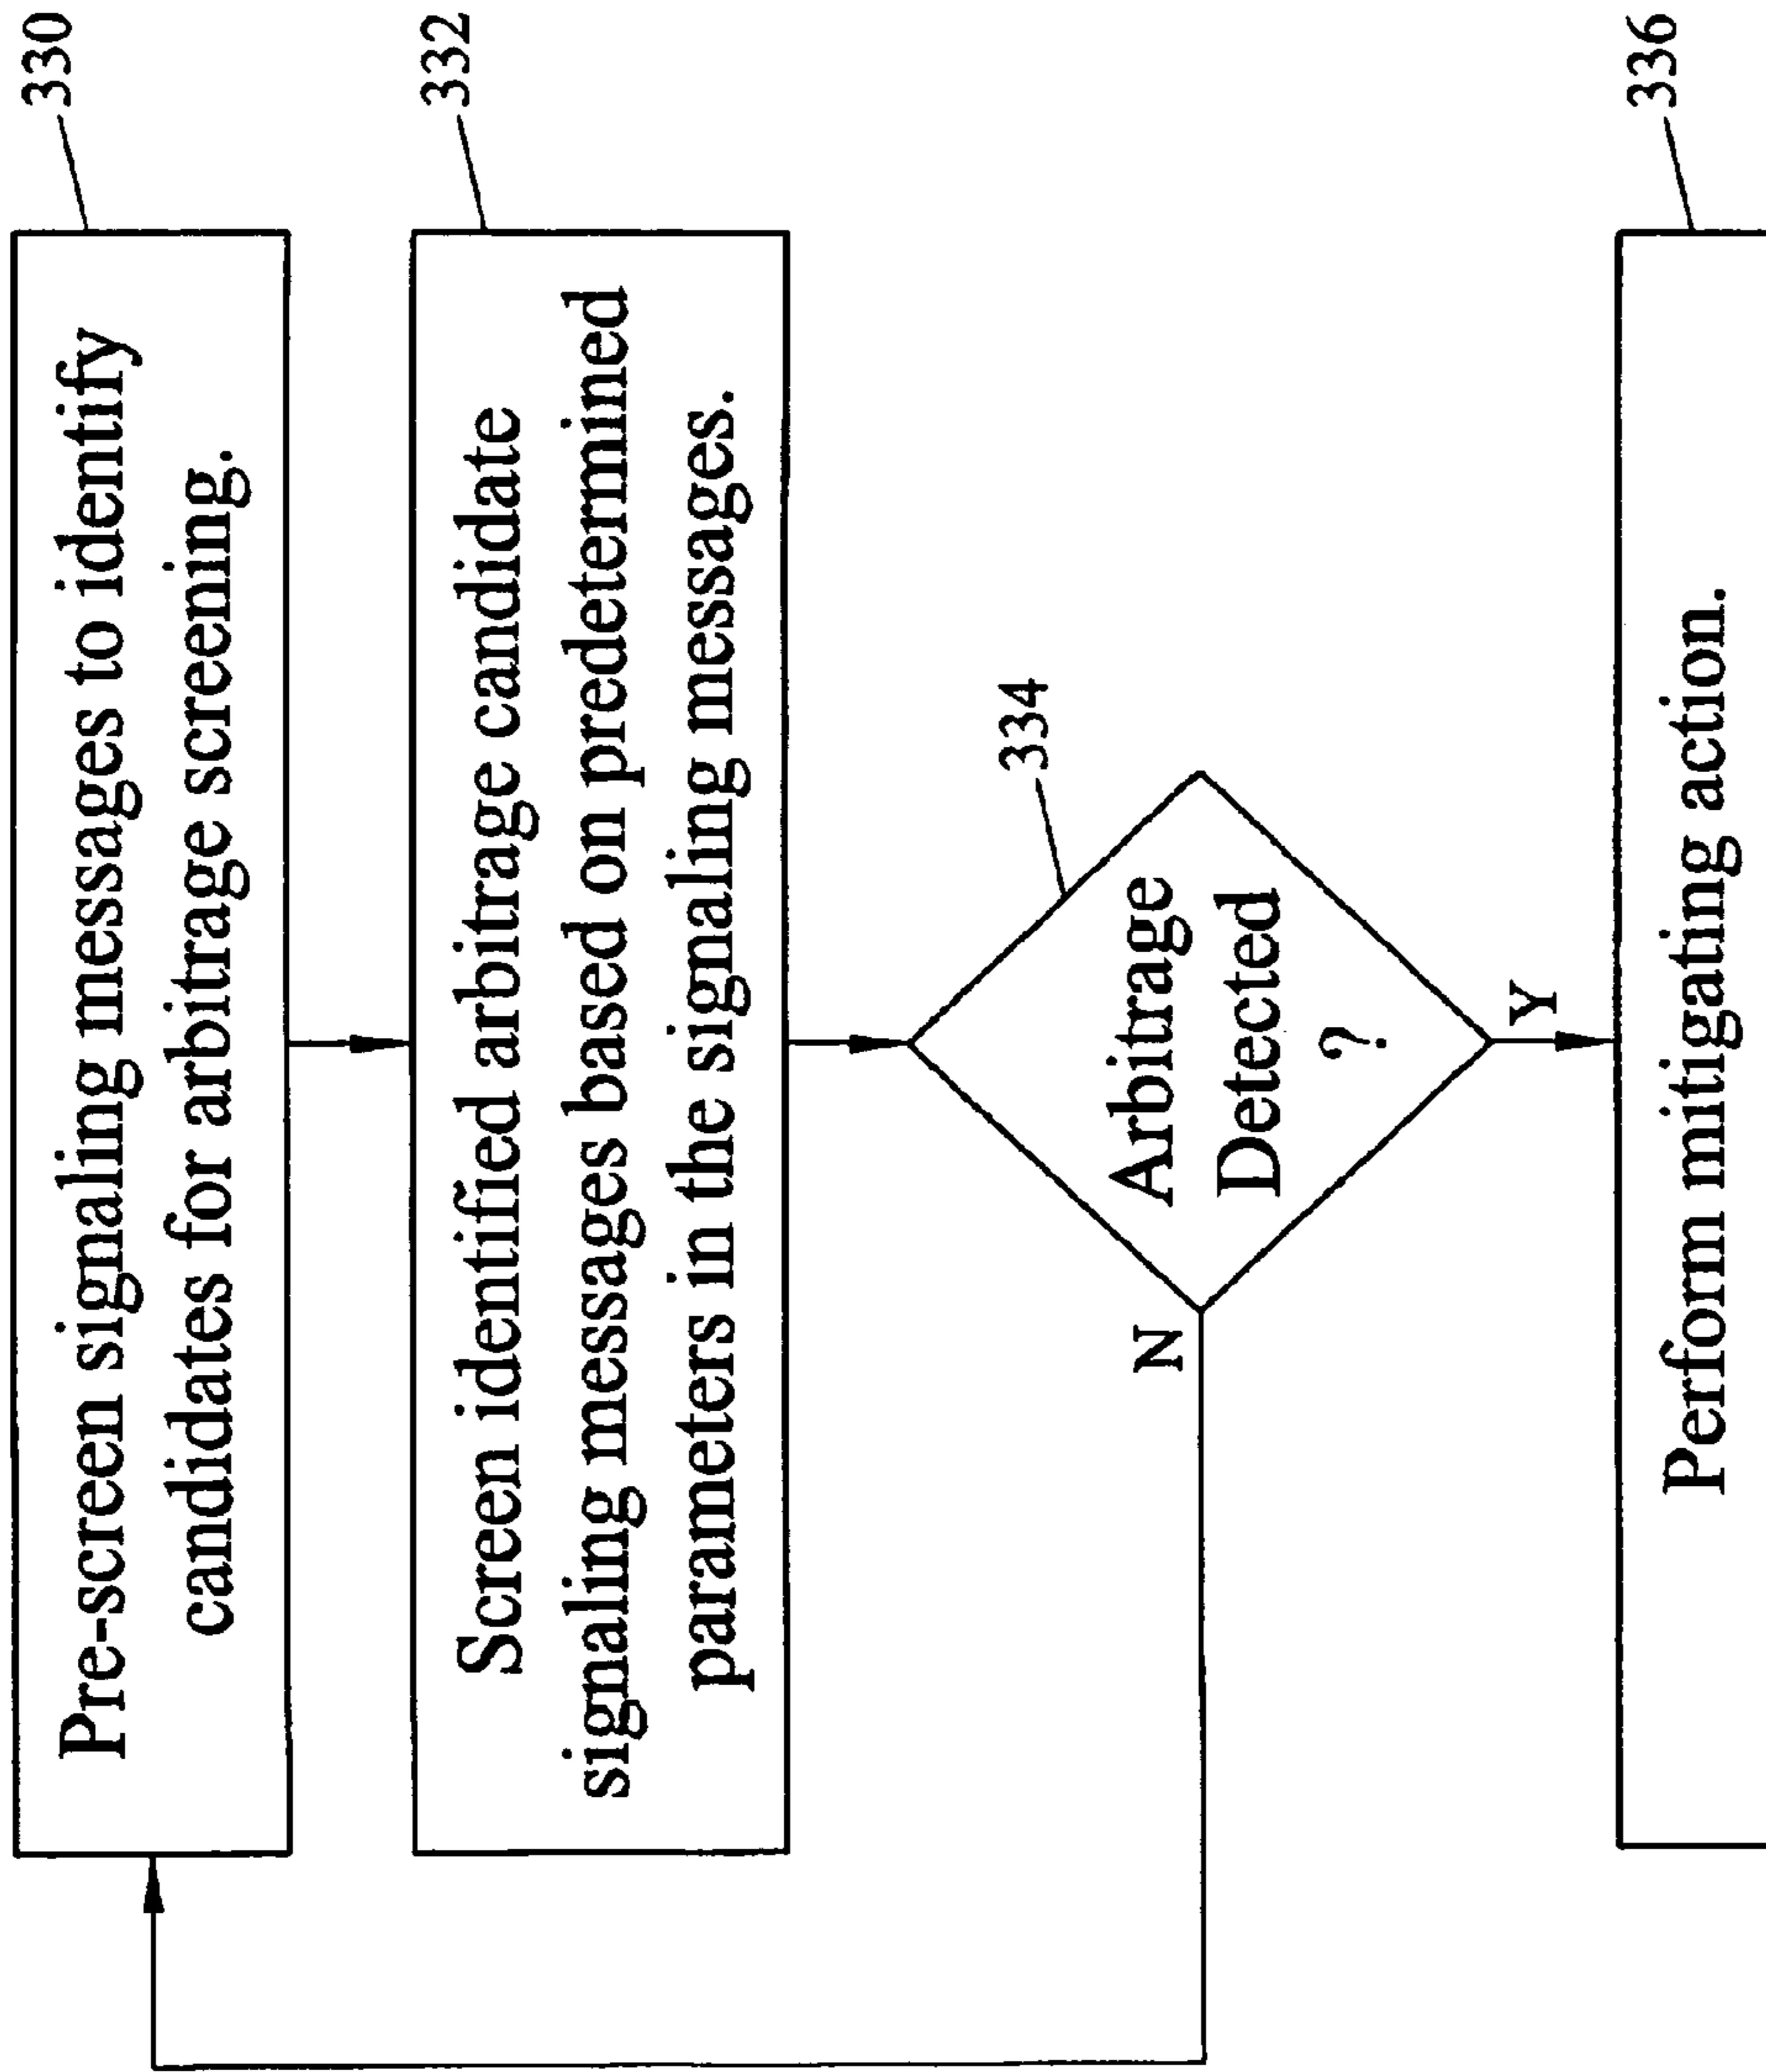 330
Pre-screen signaling messages to identify
candidates for arbitrage screening.
332
Screen identified arbitrage candidate
signaling messages based on predetermined
parameters in the signaling messages.
334
Arbitrage
Detected
?
N
Y
336
Perform mitigating action.